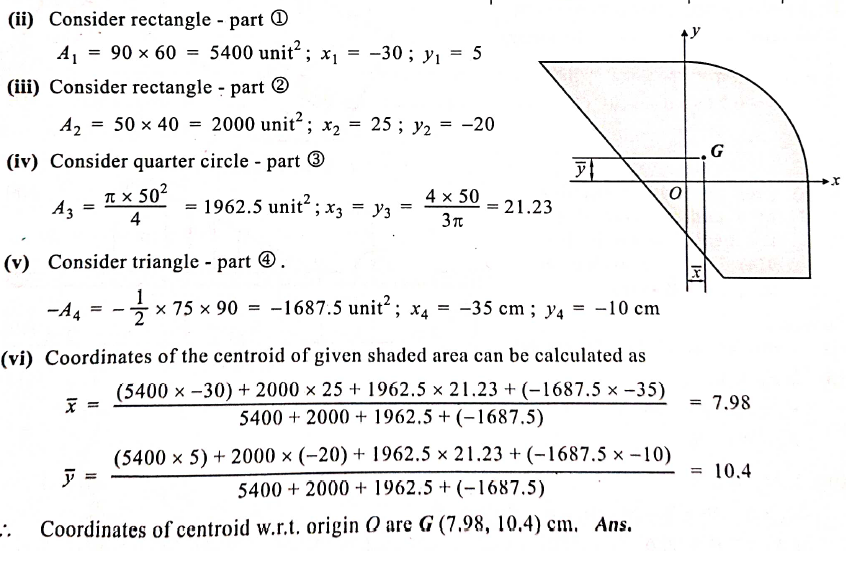 (ii) Consider rectangle - part ①
A₁ = 90 × 60 = 5400 unit² ; x₁ = −30 ; y₁ = 5
(iii) Consider rectangle - part ②
A₂ = 50 × 40 = 2000 unit² ; x₂ = 25 ; y₂ = −20
(iv) Consider quarter circle - part ③
A₃ = (π × 50²)/4 = 1962.5 unit² ; x₃ = y₃ = (4 × 50)/(3π) = 21.23
(v) Consider triangle - part ④.
−A₄ = −1/2 × 75 × 90 = −1687.5 unit² ; x₄ = −35 cm ; y₄ = −10 cm
y
G
y̅
x
O
x̅
(vi) Coordinates of the centroid of given shaded area can be calculated as
x̅ = ((5400 × −30) + 2000 × 25 + 1962.5 × 21.23 + (−1687.5 × −35))/(5400 + 2000 + 1962.5 + (−1687.5)) = 7.98
y̅ = ((5400 × 5) + 2000 × (−20) + 1962.5 × 21.23 + (−1687.5 × −10))/(5400 + 2000 + 1962.5 + (−1687.5)) = 10.4
∴ Coordinates of centroid w.r.t. origin O are G (7.98, 10.4) cm. Ans.